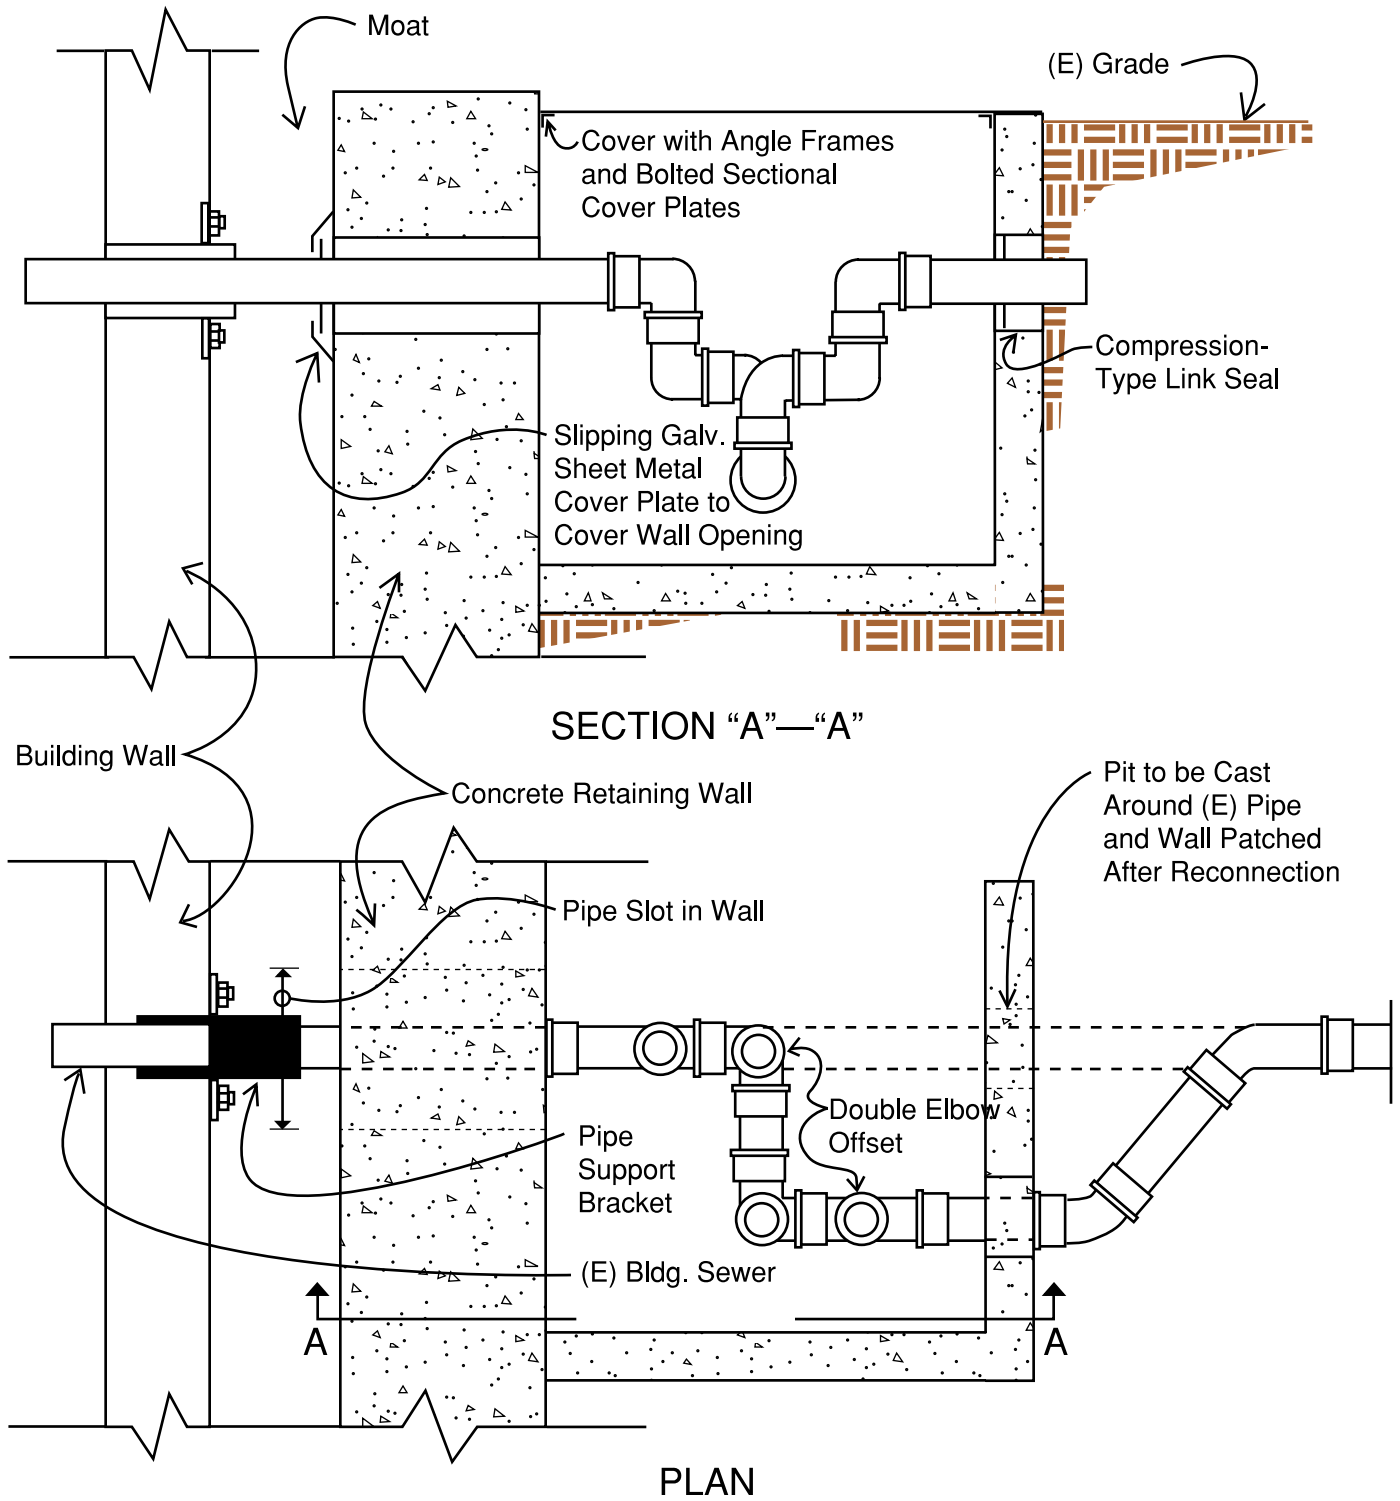 Moat
(E) Grade
Cover with Angle Frames
and Bolted Sectional
Cover Plates
Compression-
Type Link Seal
Slipping Galv.
Sheet Metal
Cover Plate to
Cover Wall Opening
SECTION “A”—“A”
Building Wall
Concrete Retaining Wall
Pit to be Cast
Around (E) Pipe
and Wall Patched
After Reconnection
Pipe Slot in Wall
Double Elbow
Offset
Pipe
Support
Bracket
(E) Bldg. Sewer
A
A
PLAN